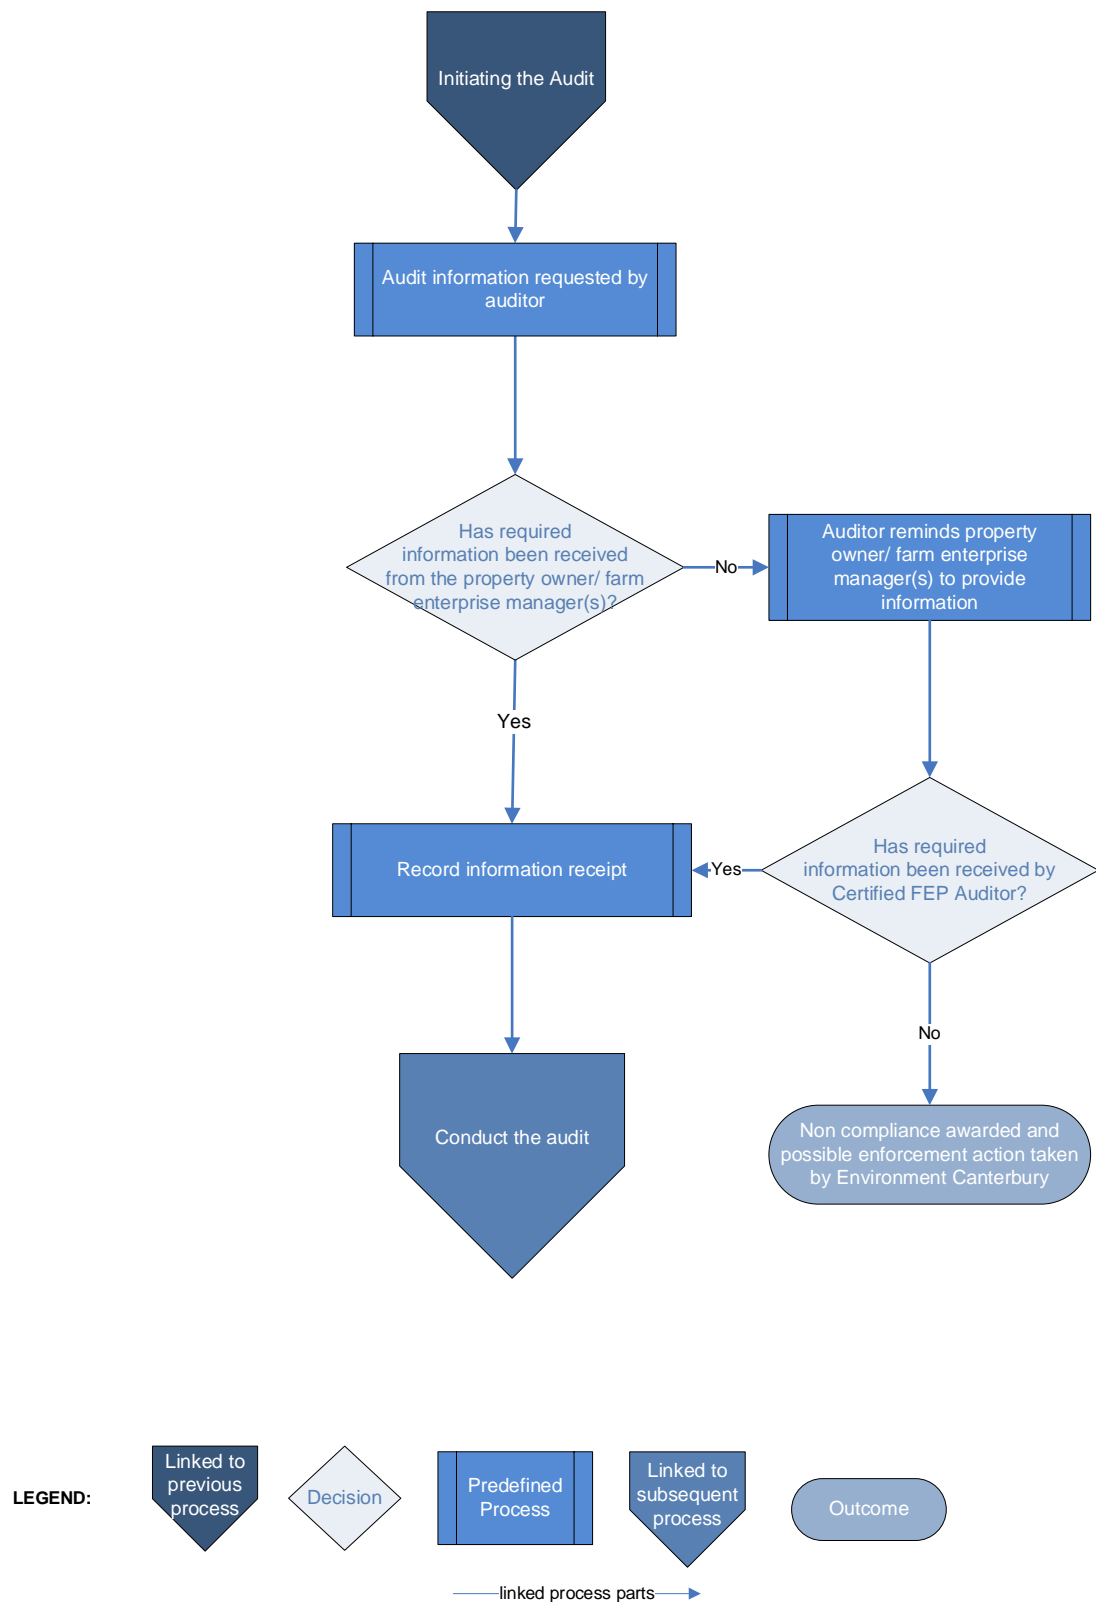 Initiating the Audit
Audit information requested by
auditor
Has required
information been received
from the property owner/ farm
enterprise manager(s)?
No
Auditor reminds property
owner/ farm enterprise
manager(s) to provide
information
Yes
Record information receipt
Yes
Has required
information been received by
Certified FEP Auditor?
No
Conduct the audit
Non compliance awarded and
possible enforcement action taken
by Environment Canterbury
LEGEND:
Linked to
previous
process
Decision
Predefined
Process
Linked to
subsequent
process
Outcome
linked process parts